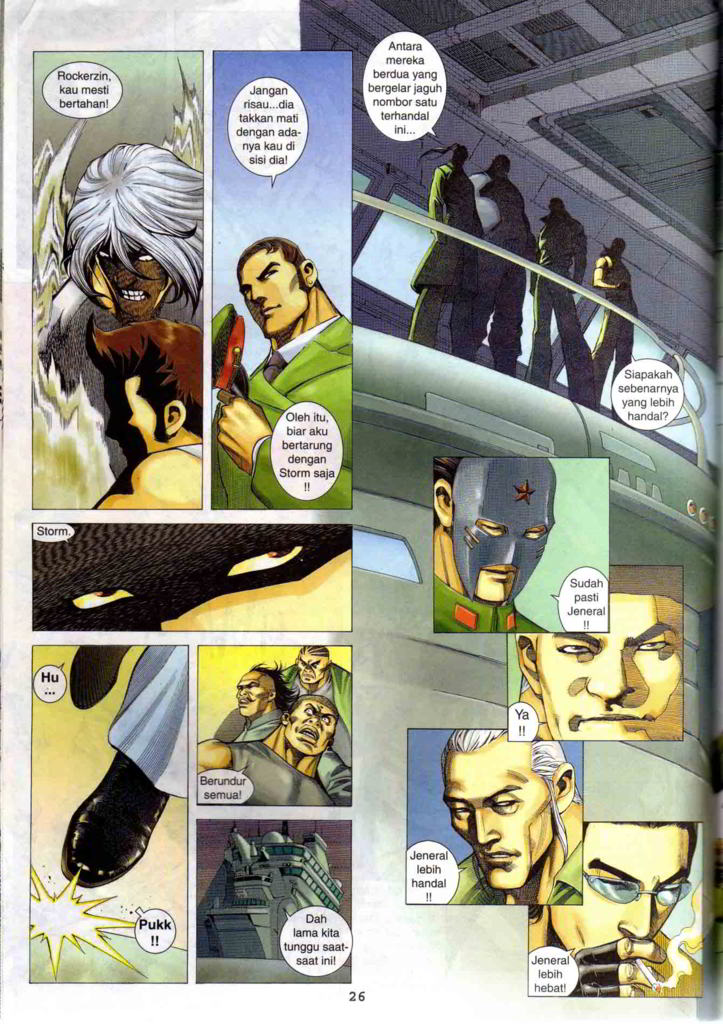 Rockerzin,
kau mesti
bertahan!
Jangan
risau...dia
takkan mati
dengan ada-
nya kau di
sisi dia!
Oleh itu,
biar aku
bertarung
dengan
Storm saja
!!
Storm.
Hu
...
Pukk
!!
Berundur
semua!
Dah
lama kita
tunggu saat-
saat ini!
Antara
mereka
berdua yang
bergelar jaguh
nombor satu
terhandal
ini...
Siapakah
sebenarnya
yang lebih
handal?
Sudah
pasti
Jeneral
!!
Ya
!!
Jeneral
lebih
handal
!!
Jeneral
lebih
hebat!
26